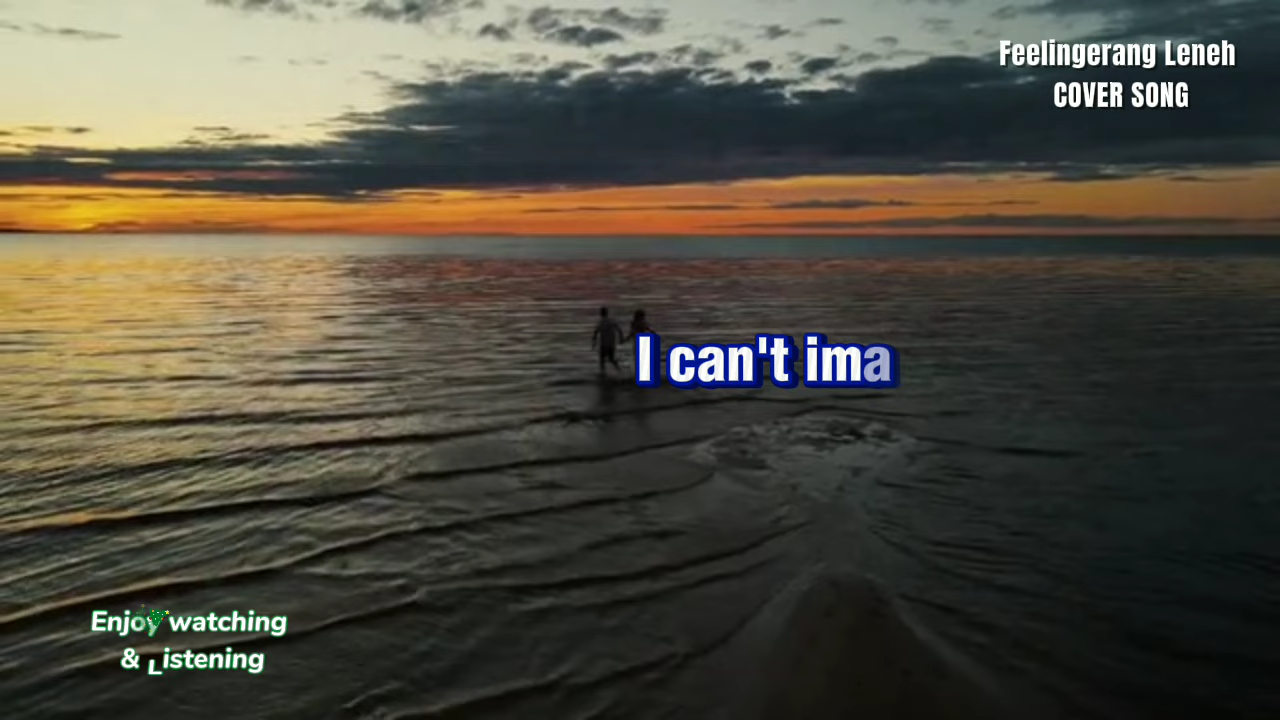 Feelingerang Leneh
COVER SONG
I can't ima
Enjoy watching
& Listening